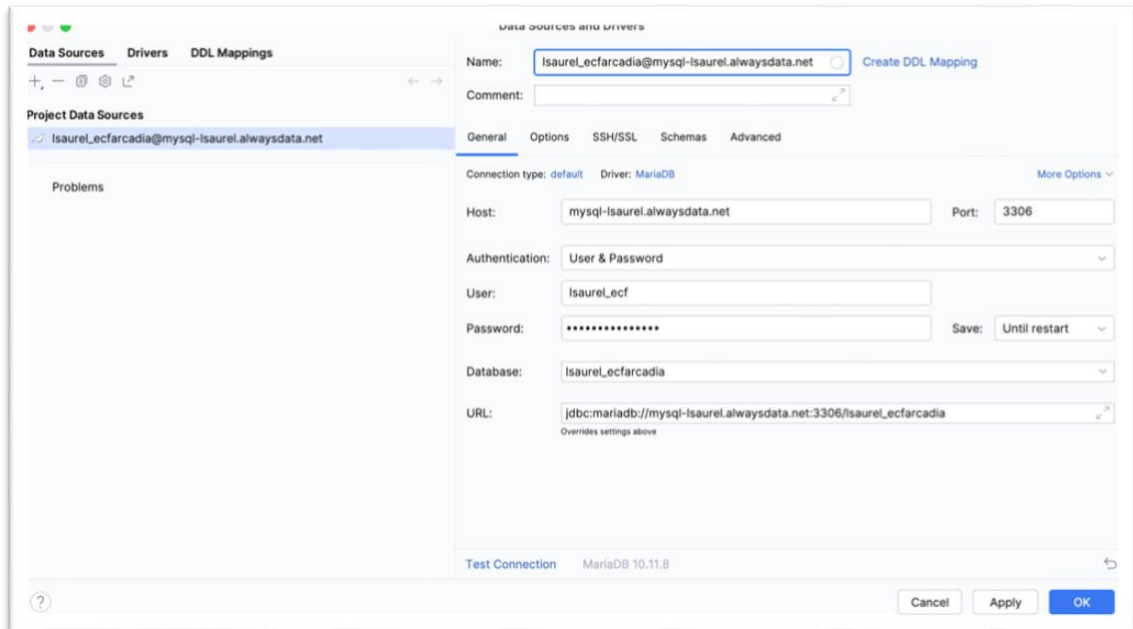 Data Sources and Drivers
Data Sources Drivers DDL Mappings
Project Data Sources
lsaurel_ecfarcadia@mysql-lsaurel.alwaysdata.net
Problems
Name: lsaurel_ecfarcadia@mysql-lsaurel.alwaysdata.net Create DDL Mapping
Comment:
General Options SSH/SSL Schemas Advanced
Connection type: default Driver: MariaDB More Options
Host: mysql-lsaurel.alwaysdata.net Port: 3306
Authentication: User & Password
User: lsaurel_ecf
Password: ••••••••••••••• Save: Until restart
Database: lsaurel_ecfarcadia
URL: jdbc:mariadb://mysql-lsaurel.alwaysdata.net:3306/lsaurel_ecfarcadia
Overrides settings above
Test Connection MariaDB 10.11.8
? Cancel Apply OK